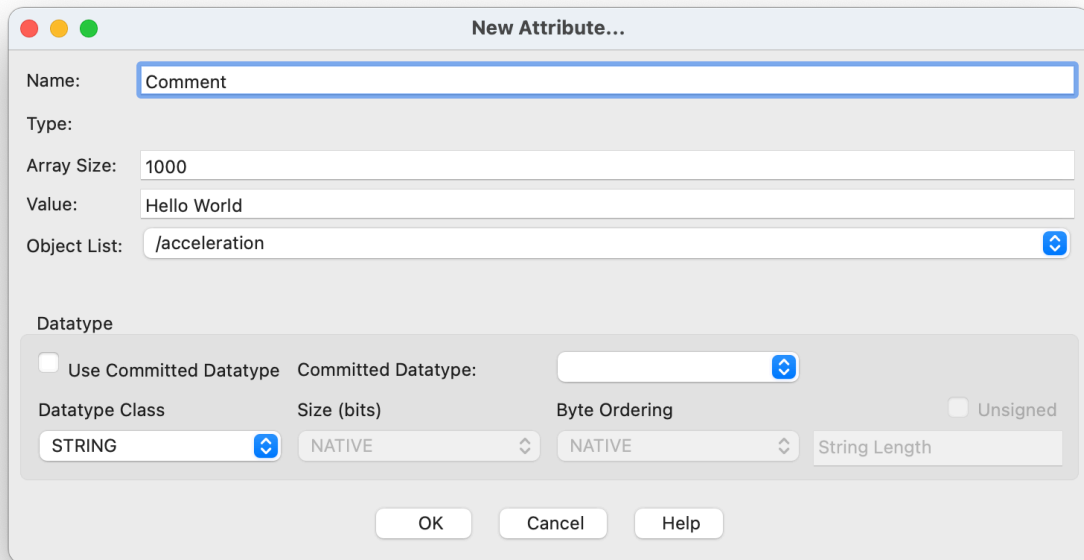 New Attribute...
Name: Comment
Type:
Array Size: 1000
Value: Hello World
Object List: /acceleration
Datatype
Use Committed Datatype Committed Datatype:
Datatype Class Size (bits) Byte Ordering Unsigned
STRING NATIVE NATIVE String Length
OK Cancel Help